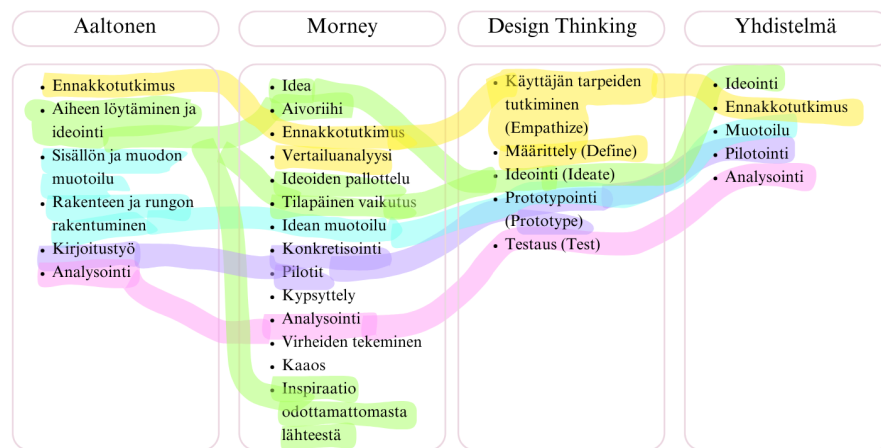 Aaltonen
Ennakkotutkimus
Aiheen löytäminen ja
ideointi
Sisällön ja muodon
muotoilu
Rakenteen ja rungon
rakentuminen
Kirjoitustyö
Analysointi
Morney
Idea
Aivoriihi
Ennakkotutkimus
Vertailuanalyysi
Ideoiden pallottelu
Tilapäinen vaikutus
Idean muotoilu
Konkretisointi
Pilotit
Kypsyttely
Analysointi
Virheiden tekeminen
Kaaos
Inspiraatio
odottamattomasta
lähteestä
Design Thinking
Käyttäjän tarpeiden
tutkiminen
(Empathize)
Määrittely (Define)
Ideointi (Ideate)
Prototypointi
(Prototype)
Testaus (Test)
Yhdistelmä
Ideointi
Ennakkotutkimus
Muotoilu
Pilotointi
Analysointi